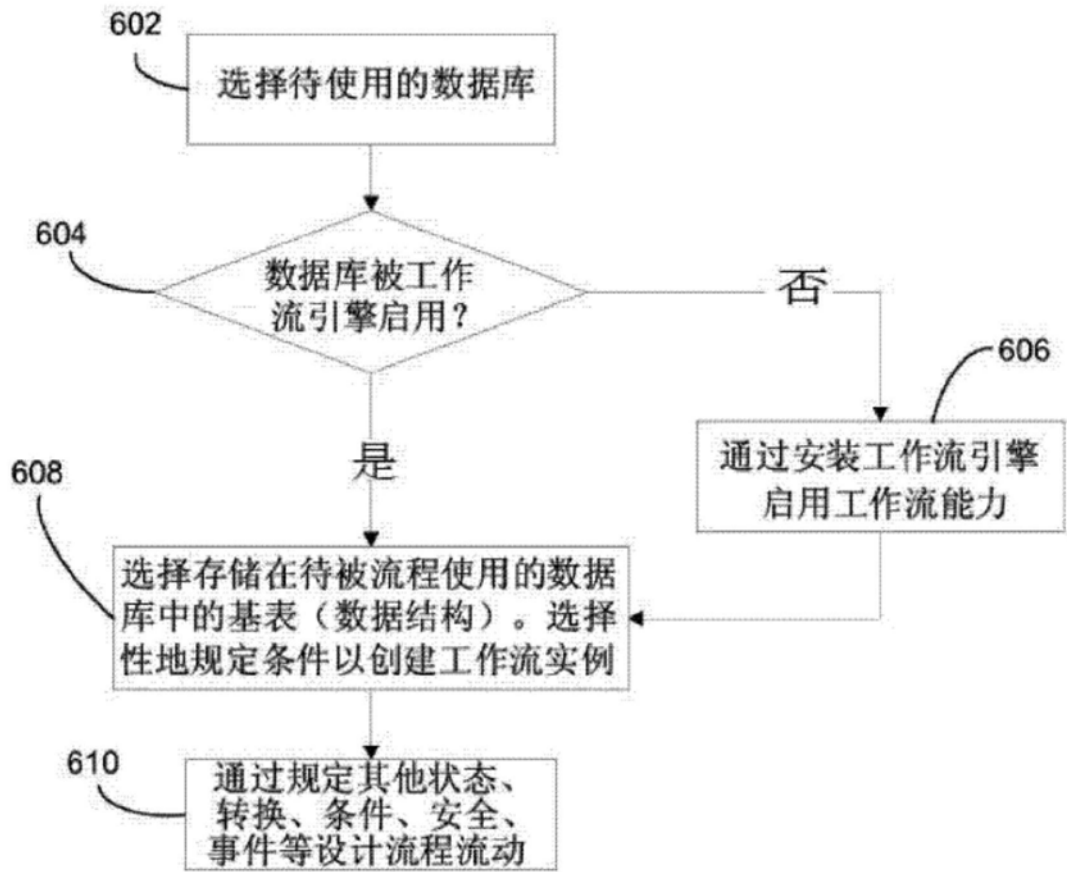 602
选择待使用的数据库
604
数据库被工作
流引擎启用？
否
606
通过安装工作流引擎
启用工作流能力
是
608
选择存储在待被流程使用的数据
库中的基表（数据结构）。选择
性地规定条件以创建工作流实例
610
通过规定其他状态、
转换、条件、安全、
事件等设计流程流动